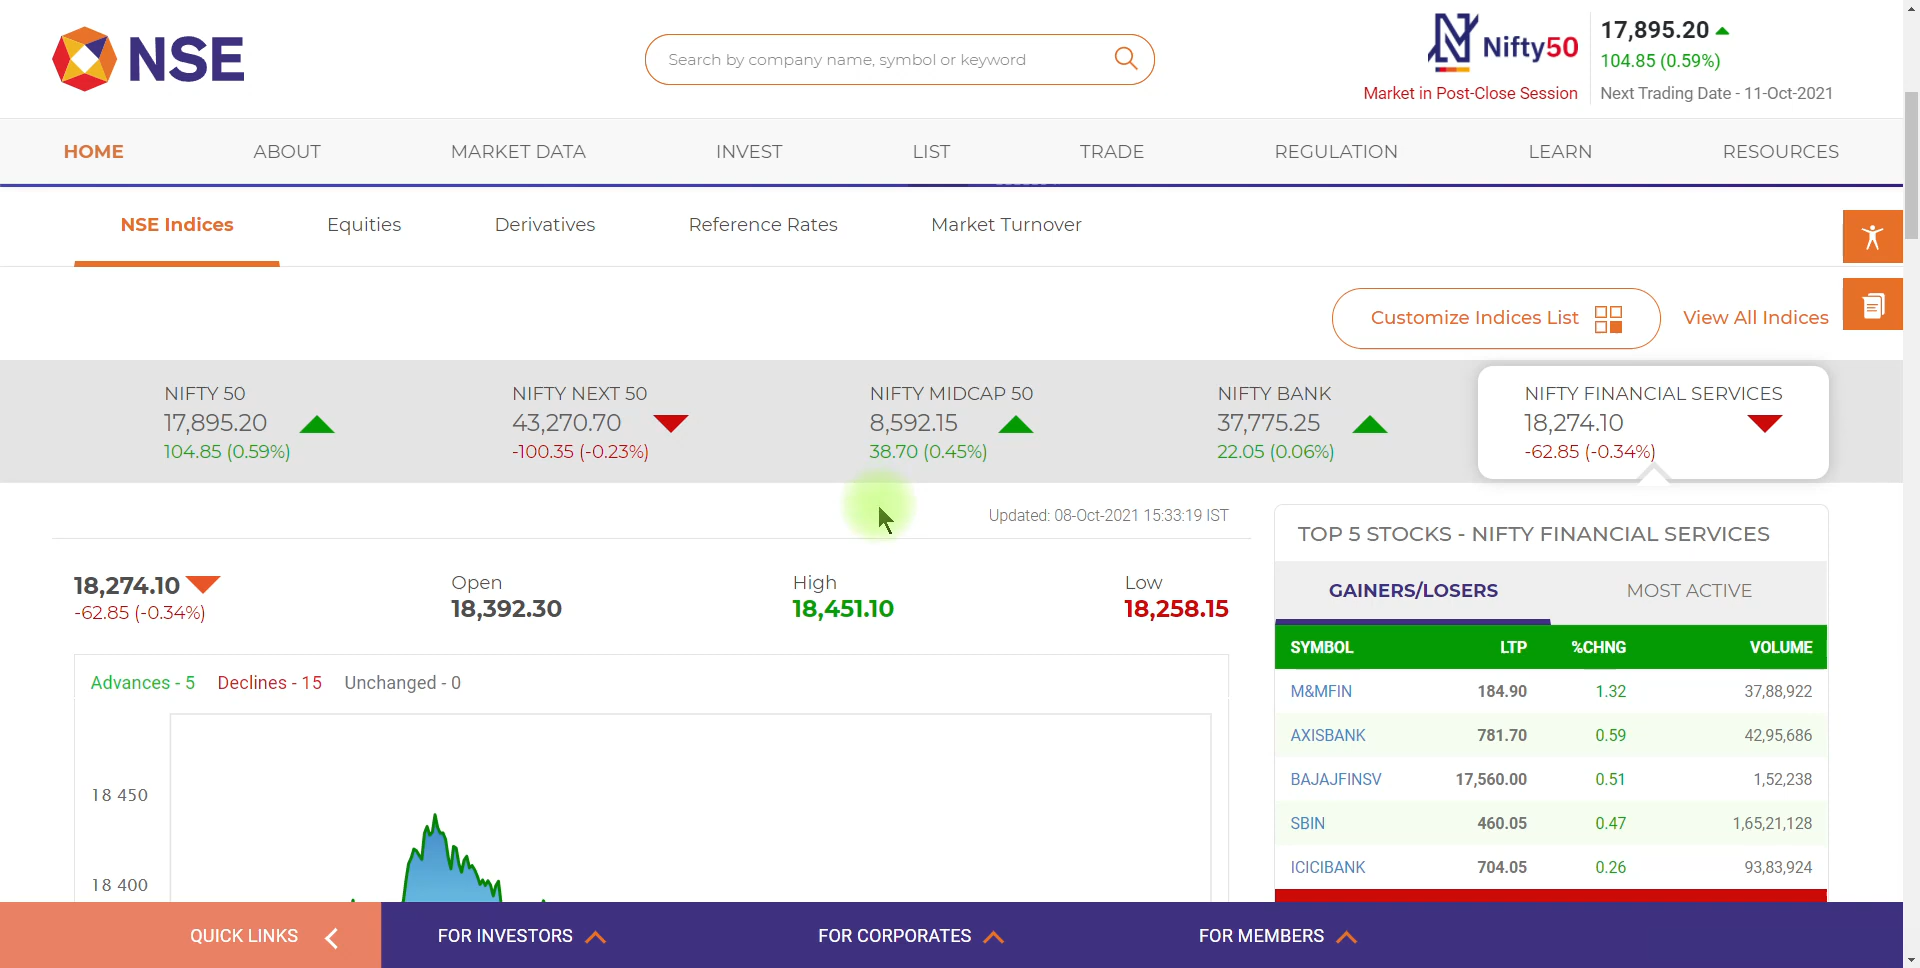 NSE
Search by company name, symbol or keyword
Nifty50
17,895.20
104.85 (0.59%)
Market in Post-Close Session
Next Trading Date - 11-Oct-2021
HOME
ABOUT
MARKET DATA
INVEST
LIST
TRADE
REGULATION
LEARN
RESOURCES
NSE Indices
Equities
Derivatives
Reference Rates
Market Turnover
Customize Indices List
View All Indices
NIFTY 50
17,895.20
104.85 (0.59%)
NIFTY NEXT 50
43,270.70
-100.35 (-0.23%)
NIFTY MIDCAP 50
8,592.15
38.70 (0.45%)
NIFTY BANK
37,775.25
22.05 (0.06%)
NIFTY FINANCIAL SERVICES
18,274.10
-62.85 (-0.34%)
Updated: 08-Oct-2021 15:33:19 IST
18,274.10
-62.85 (-0.34%)
Open
18,392.30
High
18,451.10
Low
18,258.15
Advances - 5 Declines - 15 Unchanged - 0
18 450
18 400
TOP 5 STOCKS - NIFTY FINANCIAL SERVICES
GAINERS/LOSERS
MOST ACTIVE
SYMBOL LTP %CHNG VOLUME
M&MFIN 184.90 1.32 37,88,922
AXISBANK 781.70 0.59 42,95,686
BAJAJFINSV 17,560.00 0.51 1,52,238
SBIN 460.05 0.47 1,65,21,128
ICICIBANK 704.05 0.26 93,83,924
QUICK LINKS
FOR INVESTORS
FOR CORPORATES
FOR MEMBERS